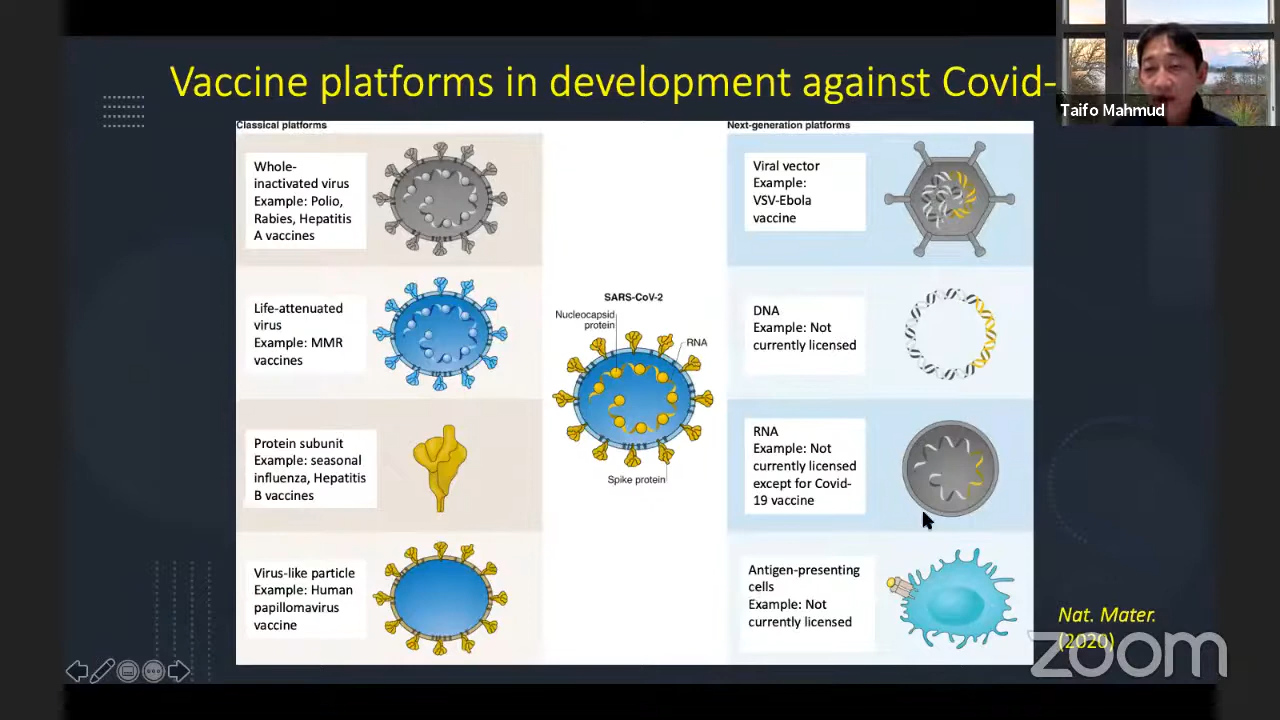 Vaccine platforms in development against Covid-
Taifo Mahmud
Classical platforms
Whole-
inactivated virus
Example: Polio,
Rabies, Hepatitis
A vaccines
Life-attenuated
virus
Example: MMR
vaccines
Protein subunit
Example: seasonal
influenza, Hepatitis
B vaccines
Virus-like particle
Example: Human
papillomavirus
vaccine
SARS-CoV-2
Nucleocapsid
protein
RNA
Spike protein
Next-generation platforms
Viral vector
Example:
VSV-Ebola
vaccine
DNA
Example: Not
currently licensed
RNA
Example: Not
currently licensed
except for Covid-
19 vaccine
Antigen-presenting
cells
Example: Not
currently licensed
Nat. Mater.
(2020)
zoom